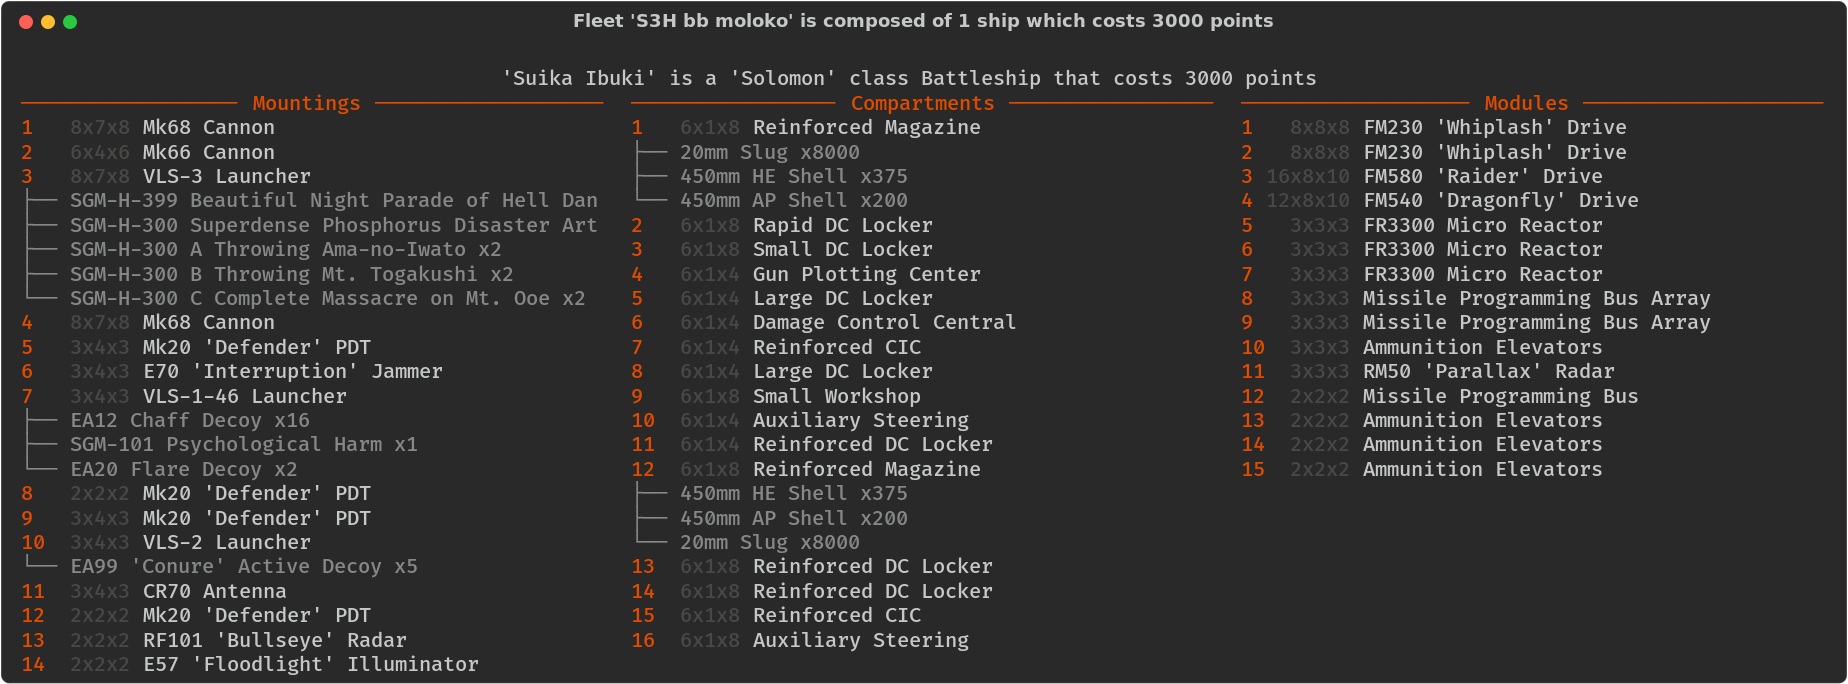 Fleet 'S3H bb moloko' is composed of 1 ship which costs 3000 points
'Suika Ibuki' is a 'Solomon' class Battleship that costs 3000 points
Mountings
1 8x7x8 Mk68 Cannon
2 6x4x6 Mk66 Cannon
3 8x7x8 VLS-3 Launcher
SGM-H-399 Beautiful Night Parade of Hell Dan
SGM-H-300 Superdense Phosphorus Disaster Art
SGM-H-300 A Throwing Ama-no-Iwato x2
SGM-H-300 B Throwing Mt. Togakushi x2
SGM-H-300 C Complete Massacre on Mt. Ooe x2
4 8x7x8 Mk68 Cannon
5 3x4x3 Mk20 'Defender' PDT
6 3x4x3 E70 'Interruption' Jammer
7 3x4x3 VLS-1-46 Launcher
EA12 Chaff Decoy x16
SGM-101 Psychological Harm x1
EA20 Flare Decoy x2
8 2x2x2 Mk20 'Defender' PDT
9 3x4x3 Mk20 'Defender' PDT
10 3x4x3 VLS-2 Launcher
EA99 'Conure' Active Decoy x5
11 3x4x3 CR70 Antenna
12 2x2x2 Mk20 'Defender' PDT
13 2x2x2 RF101 'Bullseye' Radar
14 2x2x2 E57 'Floodlight' Illuminator
Compartments
1 6x1x8 Reinforced Magazine
20mm Slug x8000
450mm HE Shell x375
450mm AP Shell x200
2 6x1x8 Rapid DC Locker
3 6x1x8 Small DC Locker
4 6x1x4 Gun Plotting Center
5 6x1x4 Large DC Locker
6 6x1x4 Damage Control Central
7 6x1x4 Reinforced CIC
8 6x1x4 Large DC Locker
9 6x1x8 Small Workshop
10 6x1x4 Auxiliary Steering
11 6x1x4 Reinforced DC Locker
12 6x1x8 Reinforced Magazine
450mm HE Shell x375
450mm AP Shell x200
20mm Slug x8000
13 6x1x8 Reinforced DC Locker
14 6x1x8 Reinforced DC Locker
15 6x1x8 Reinforced CIC
16 6x1x8 Auxiliary Steering
Modules
1 8x8x8 FM230 'Whiplash' Drive
2 8x8x8 FM230 'Whiplash' Drive
3 16x8x10 FM580 'Raider' Drive
4 12x8x10 FM540 'Dragonfly' Drive
5 3x3x3 FR3300 Micro Reactor
6 3x3x3 FR3300 Micro Reactor
7 3x3x3 FR3300 Micro Reactor
8 3x3x3 Missile Programming Bus Array
9 3x3x3 Missile Programming Bus Array
10 3x3x3 Ammunition Elevators
11 3x3x3 RM50 'Parallax' Radar
12 2x2x2 Missile Programming Bus
13 2x2x2 Ammunition Elevators
14 2x2x2 Ammunition Elevators
15 2x2x2 Ammunition Elevators